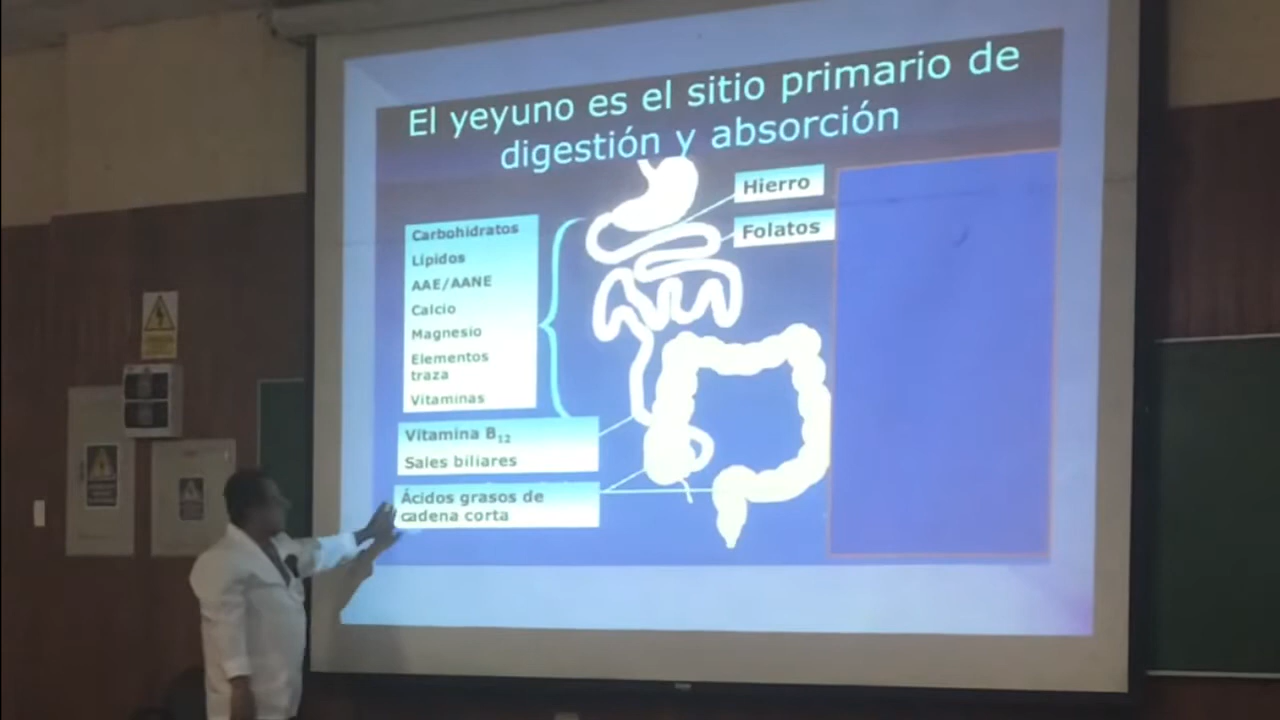 El yeyuno es el sitio primario de
digestión y absorción
Hierro
Folatos
Carbohidratos
Lípidos
AAE/AANE
Calcio
Magnesio
Elementos
traza
Vitaminas
Vitamina B₁₂
Sales biliares
Ácidos grasos de
cadena corta